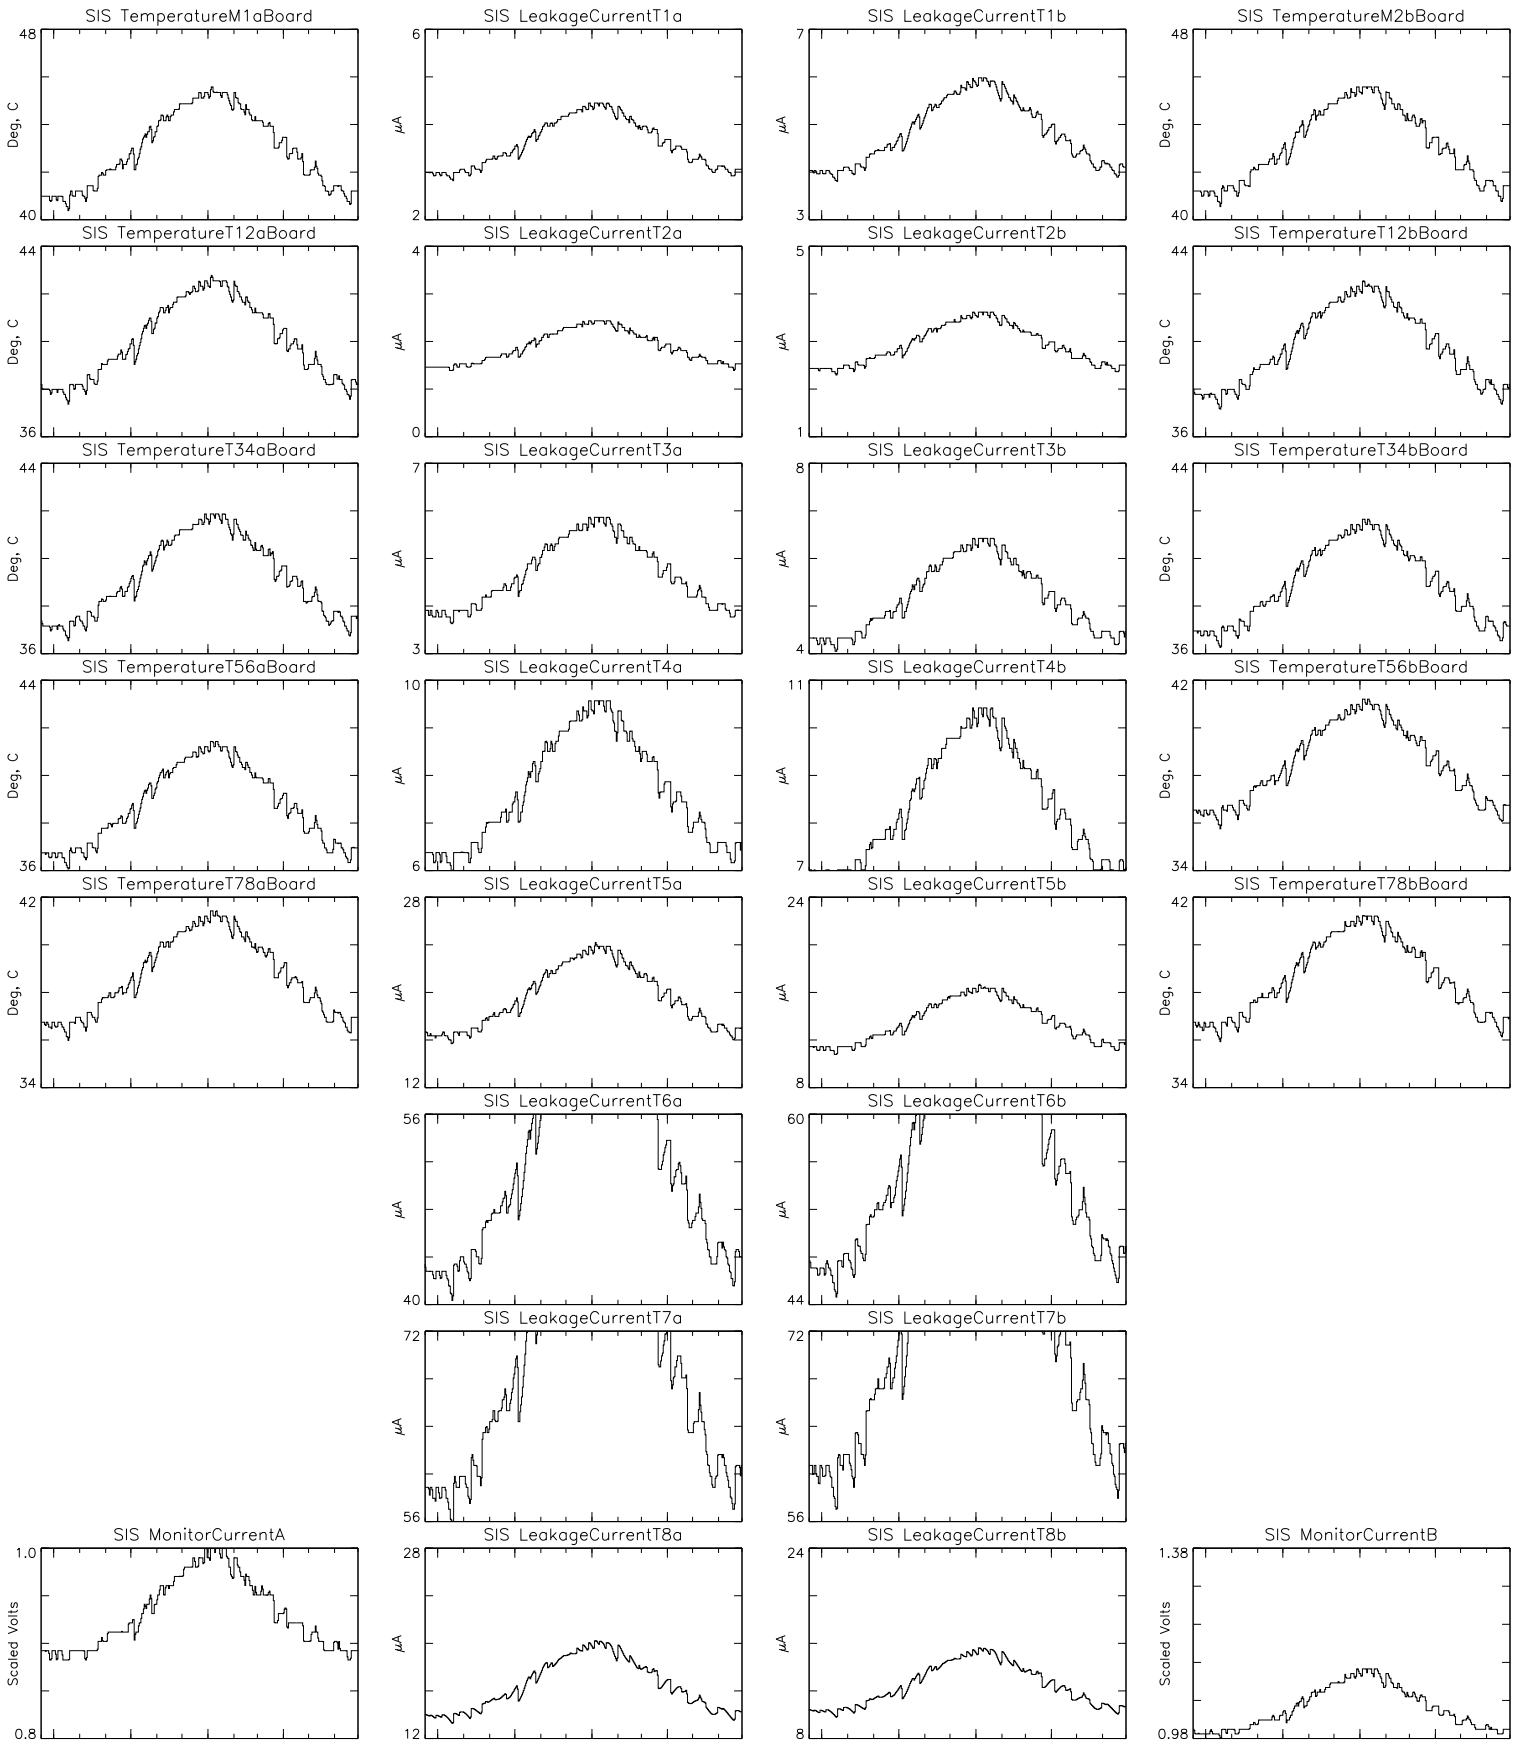 SIS TemperatureM1aBoard
SIS LeakageCurrentT1a
SIS LeakageCurrentT1b
SIS TemperatureM2bBoard
48
40
Deg, C
6
2
μA
7
3
μA
48
40
Deg, C
SIS TemperatureT12aBoard
SIS LeakageCurrentT2a
SIS LeakageCurrentT2b
SIS TemperatureT12bBoard
44
36
Deg, C
4
0
μA
5
1
μA
44
36
Deg, C
SIS TemperatureT34aBoard
SIS LeakageCurrentT3a
SIS LeakageCurrentT3b
SIS TemperatureT34bBoard
44
36
Deg, C
7
3
μA
8
4
μA
44
36
Deg, C
SIS TemperatureT56aBoard
SIS LeakageCurrentT4a
SIS LeakageCurrentT4b
SIS TemperatureT56bBoard
44
36
Deg, C
10
6
μA
11
7
μA
42
34
Deg, C
SIS TemperatureT78aBoard
SIS LeakageCurrentT5a
SIS LeakageCurrentT5b
SIS TemperatureT78bBoard
42
34
Deg, C
28
12
μA
24
8
μA
42
34
Deg, C
SIS LeakageCurrentT6a
SIS LeakageCurrentT6b
56
40
μA
60
44
μA
SIS LeakageCurrentT7a
SIS LeakageCurrentT7b
72
56
μA
72
56
μA
SIS MonitorCurrentA
SIS LeakageCurrentT8a
SIS LeakageCurrentT8b
SIS MonitorCurrentB
1.0
0.8
Scaled Volts
28
12
μA
24
8
μA
1.38
0.98
Scaled Volts